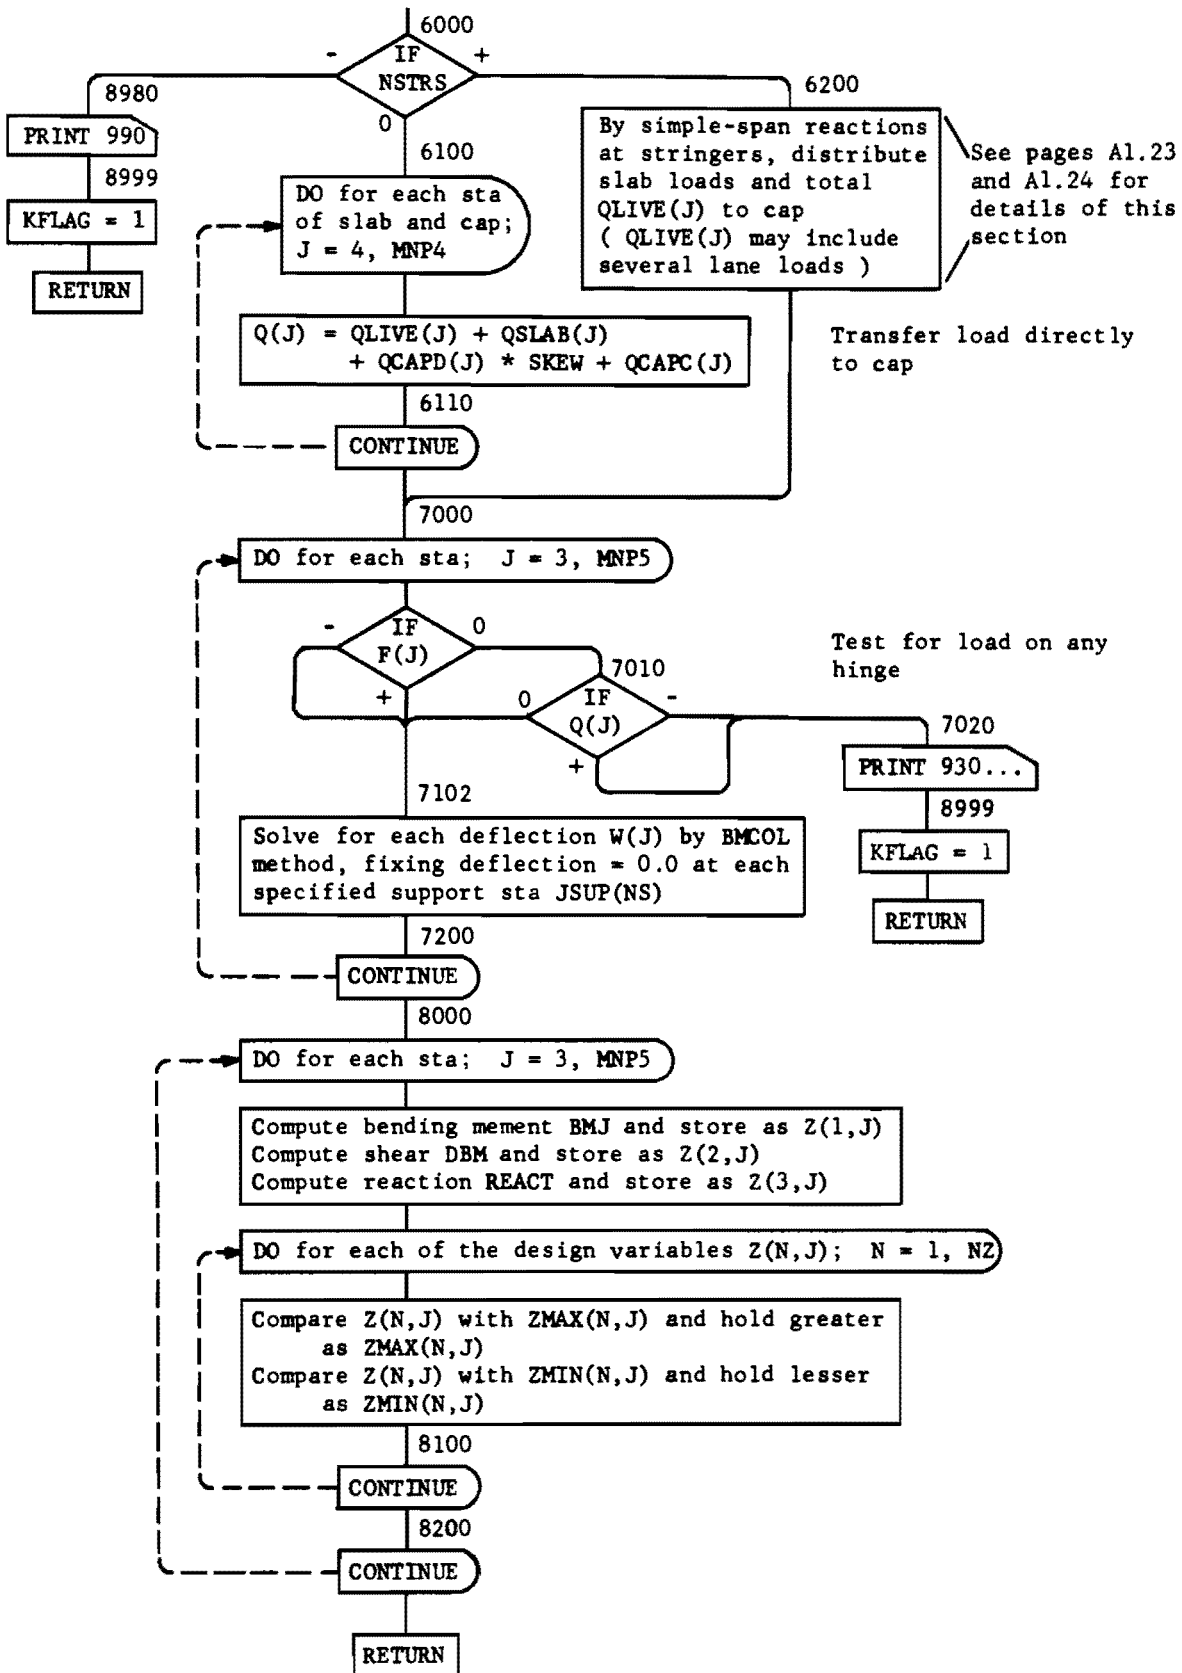 6000
-
IF
NSTRS
+
0
8980
PRINT 990
8999
KFLAG = 1
RETURN
6100
DO for each sta
of slab and cap;
J = 4, MNP4
Q(J) = QLIVE(J) + QSLAB(J)
+ QCAPD(J) * SKEW + QCAPC(J)
6110
CONTINUE
6200
By simple-span reactions
at stringers, distribute
slab loads and total
QLIVE(J) to cap
( QLIVE(J) may include
several lane loads )
See pages A1.23
and A1.24 for
details of this
section
Transfer load directly
to cap
7000
DO for each sta; J = 3, MNP5
-
IF
F(J)
0
+
7010
0
IF
Q(J)
-
+
Test for load on any
hinge
7020
PRINT 930...
8999
KFLAG = 1
RETURN
7102
Solve for each deflection W(J) by BMCOL
method, fixing deflection = 0.0 at each
specified support sta JSUP(NS)
7200
CONTINUE
8000
DO for each sta; J = 3, MNP5
Compute bending mement BMJ and store as Z(1,J)
Compute shear DBM and store as Z(2,J)
Compute reaction REACT and store as Z(3,J)
DO for each of the design variables Z(N,J); N = 1, NZ
Compare Z(N,J) with ZMAX(N,J) and hold greater
as ZMAX(N,J)
Compare Z(N,J) with ZMIN(N,J) and hold lesser
as ZMIN(N,J)
8100
CONTINUE
8200
CONTINUE
RETURN